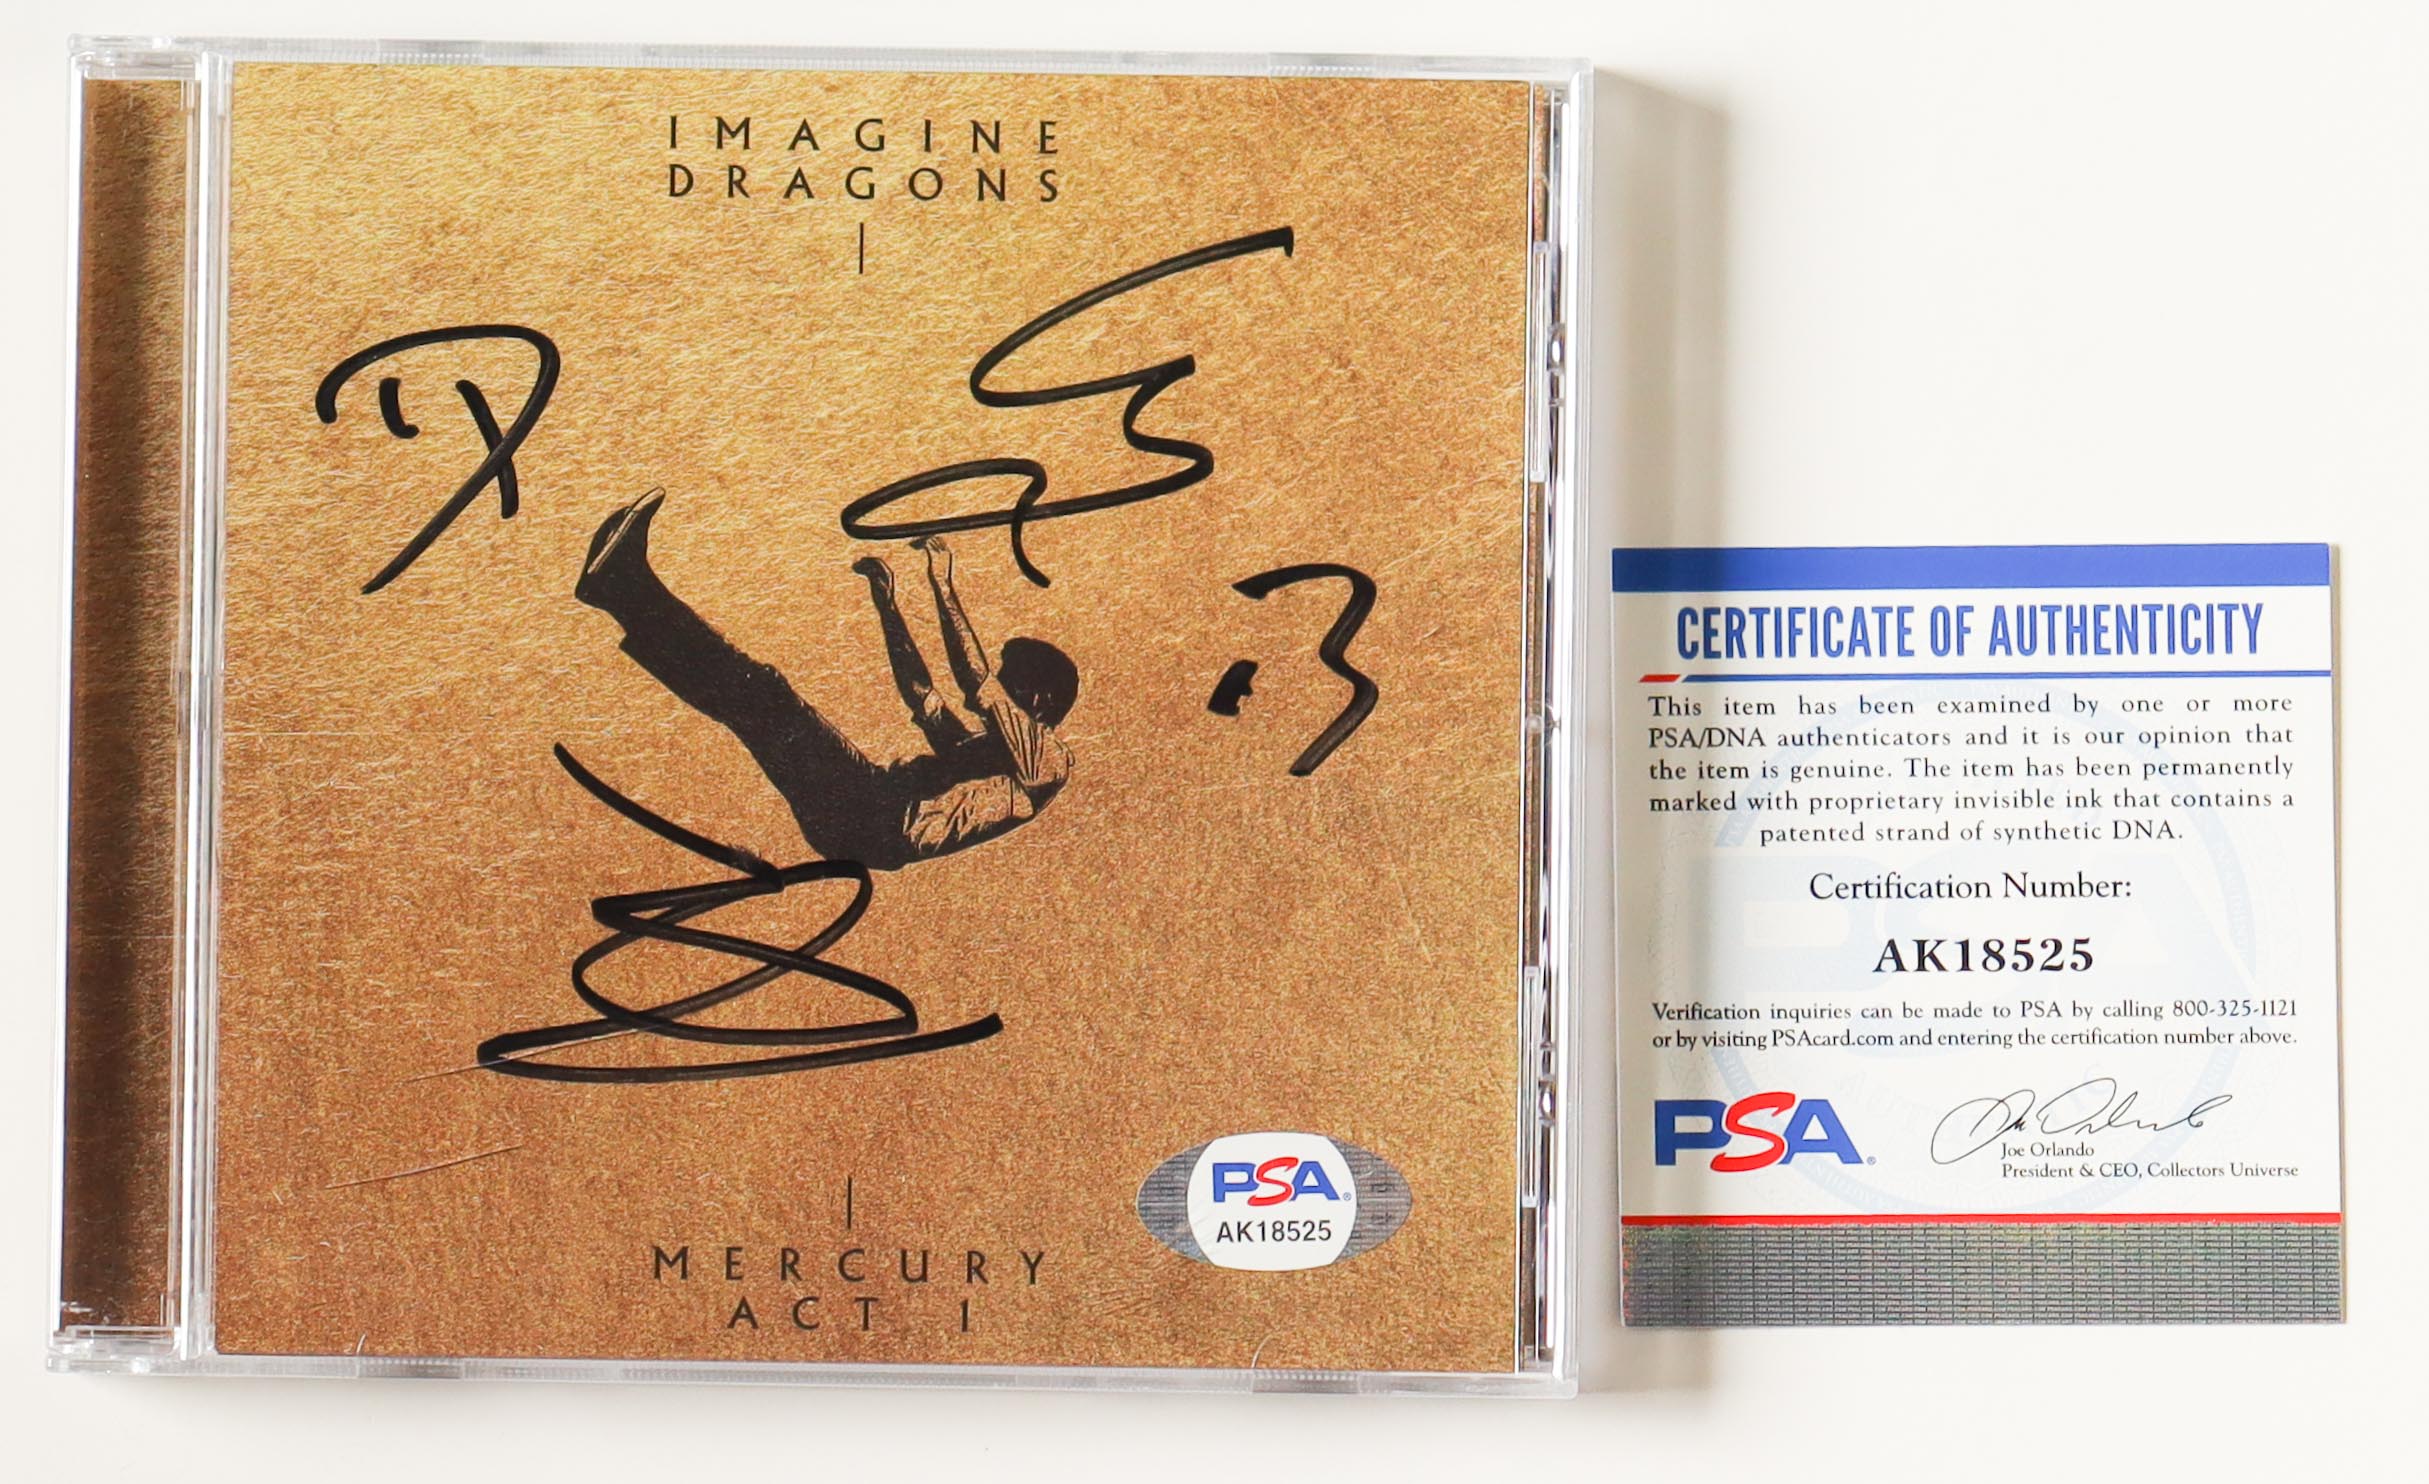 IMAGINE
DRAGONS
MERCURY
ACT 1
PSA®
AK18525
CERTIFICATE OF AUTHENTICITY
This item has been examined by one or more
PSA/DNA authenticators and it is our opinion that
the item is genuine. The item has been permanently
marked with proprietary invisible ink that contains a
patented strand of synthetic DNA.
Certification Number:
AK18525
Verification inquiries can be made to PSA by calling 800-325-1121
or by visiting PSAcard.com and entering the certification number above.
PSA®
Joe Orlando
President & CEO, Collectors Universe